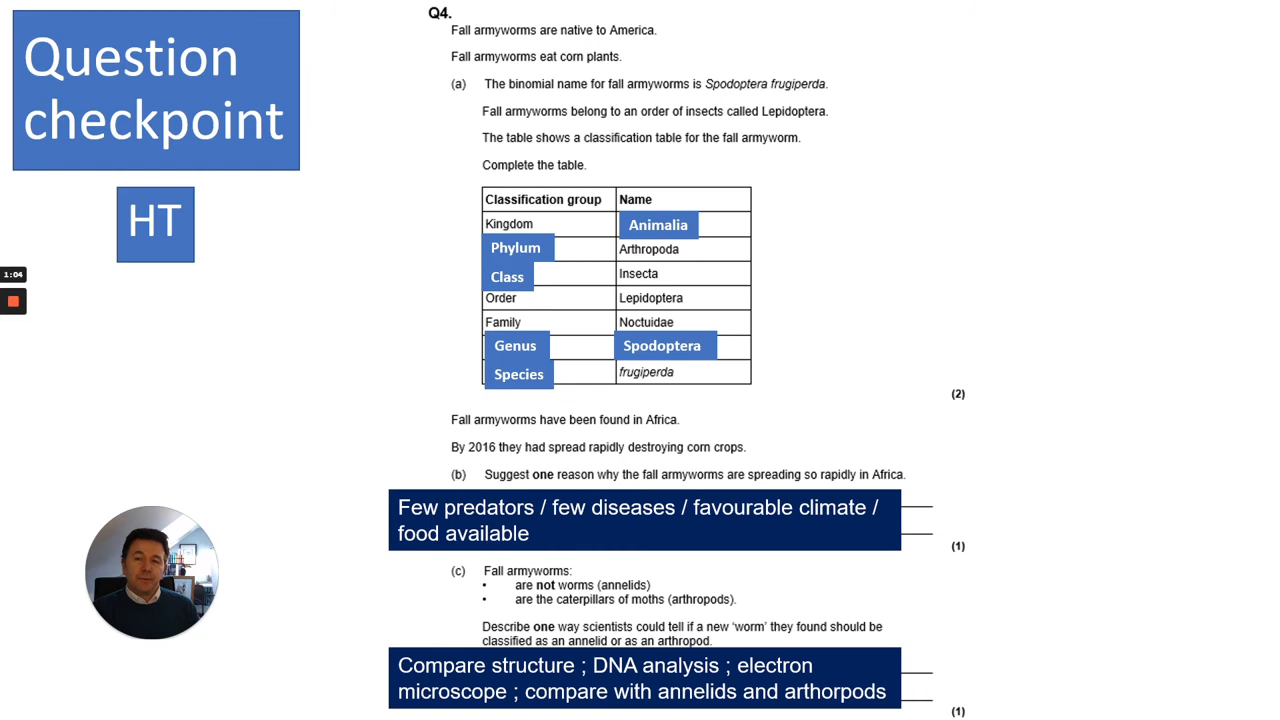 Question
checkpoint
HT
1:04
Q4.
Fall armyworms are native to America.
Fall armyworms eat corn plants.
(a) The binomial name for fall armyworms is Spodoptera frugiperda.
Fall armyworms belong to an order of insects called Lepidoptera.
The table shows a classification table for the fall armyworm.
Complete the table.
Classification group Name
Kingdom Animalia
Phylum Arthropoda
Class Insecta
Order Lepidoptera
Family Noctuidae
Genus Spodoptera
Species frugiperda
(2)
Fall armyworms have been found in Africa.
By 2016 they had spread rapidly destroying corn crops.
(b) Suggest one reason why the fall armyworms are spreading so rapidly in Africa.
Few predators / few diseases / favourable climate /
food available
(1)
(c) Fall armyworms:
• are not worms (annelids)
• are the caterpillars of moths (arthropods).
Describe one way scientists could tell if a new ‘worm’ they found should be
classified as an annelid or as an arthropod.
Compare structure ; DNA analysis ; electron
microscope ; compare with annelids and arthorpods
(1)